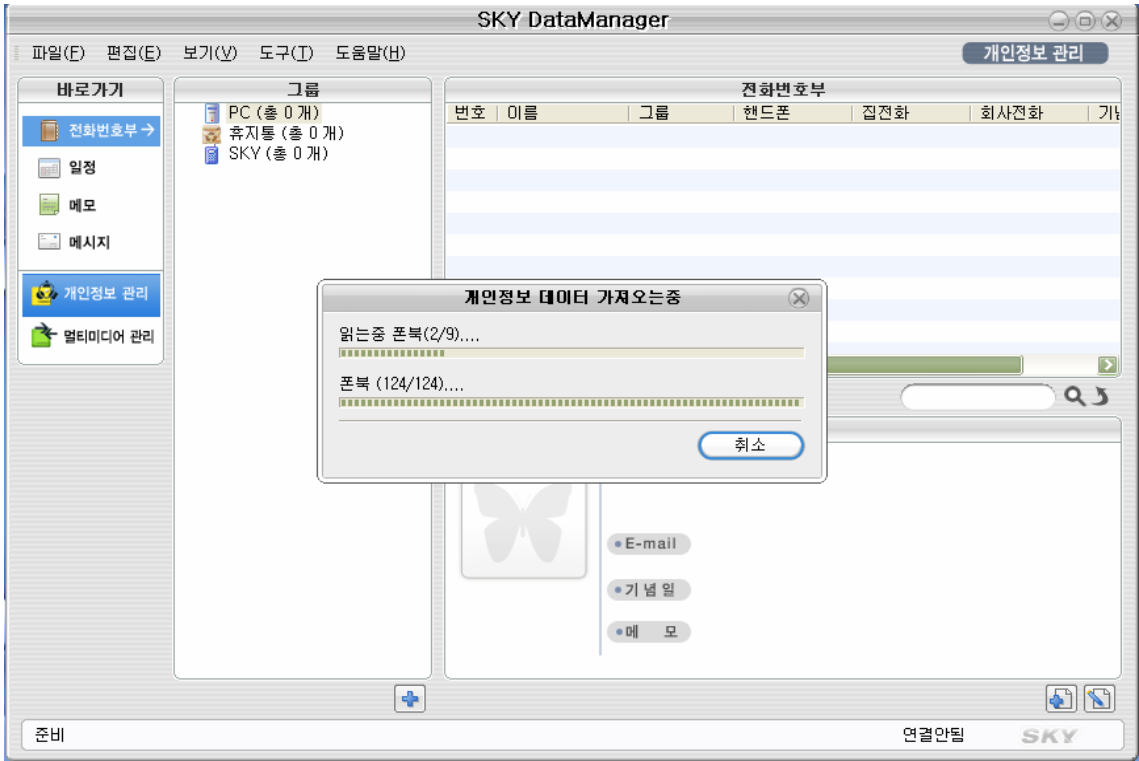 SKY DataManager
파일(F) 편집(E) 보기(V) 도구(T) 도움말(H) 개인정보 관리
바로가기 그룹 전화번호부
전화번호부 PC (총 0 개) 번호 이름 그룹 핸드폰 집전화 회사전화 기념
휴지통 (총 0 개)
일정 SKY (총 0 개)
메모
메시지
개인정보 관리
멀티미디어 관리
개인정보 데이터 가져오는중
읽는중 폰북(2/9)....
폰북 (124/124)....
취소
E-mail
기념일
메 모
준비 연결안됨 SKY